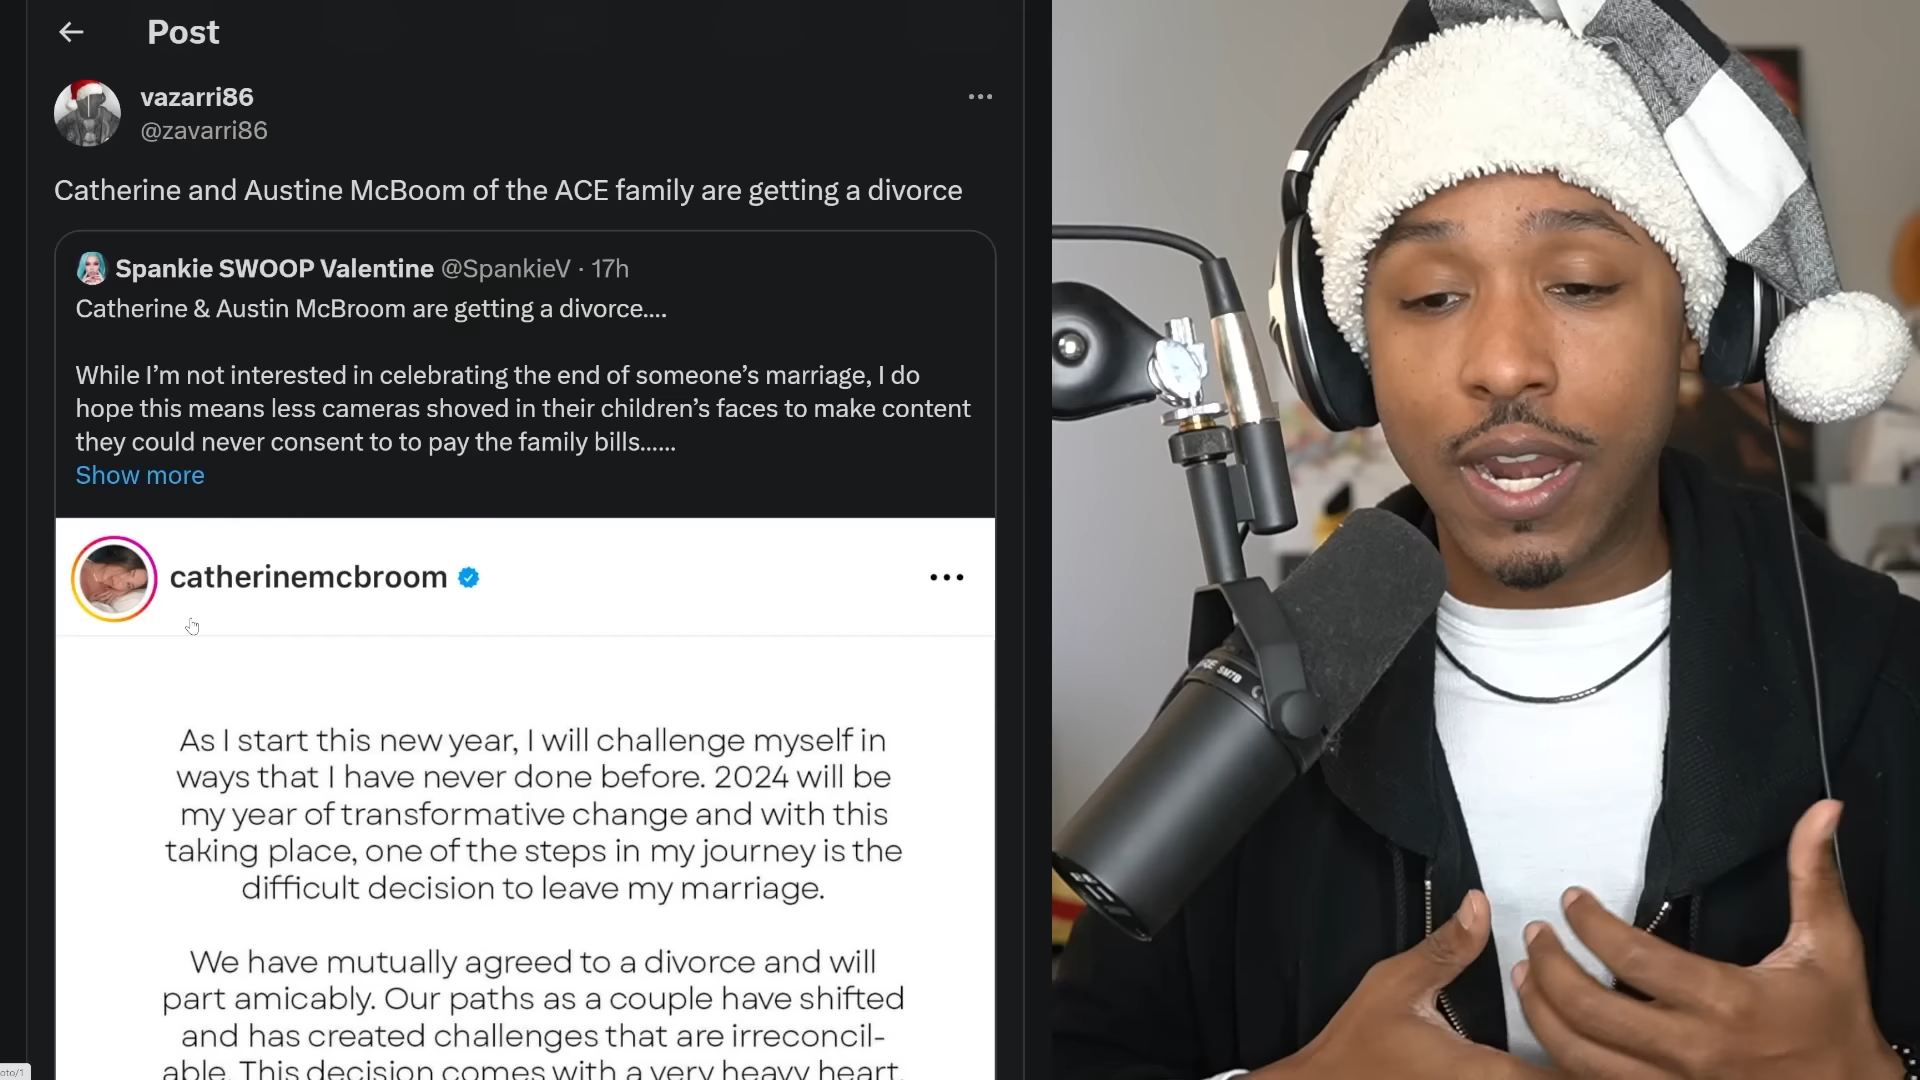 Post
vazarri86
@zavarri86
Catherine and Austine McBoom of the ACE family are getting a divorce
Spankie SWOOP Valentine @SpankieV · 17h
Catherine & Austin McBroom are getting a divorce....
While I’m not interested in celebrating the end of someone’s marriage, I do
hope this means less cameras shoved in their children’s faces to make content
they could never consent to to pay the family bills......
Show more
catherinemcbroom
As I start this new year, I will challenge myself in
ways that I have never done before. 2024 will be
my year of transformative change and with this
taking place, one of the steps in my journey is the
difficult decision to leave my marriage.
We have mutually agreed to a divorce and will
part amicably. Our paths as a couple have shifted
and has created challenges that are irreconcil-
able. This decision comes with a very heavy heart,
oto/1
SM7B